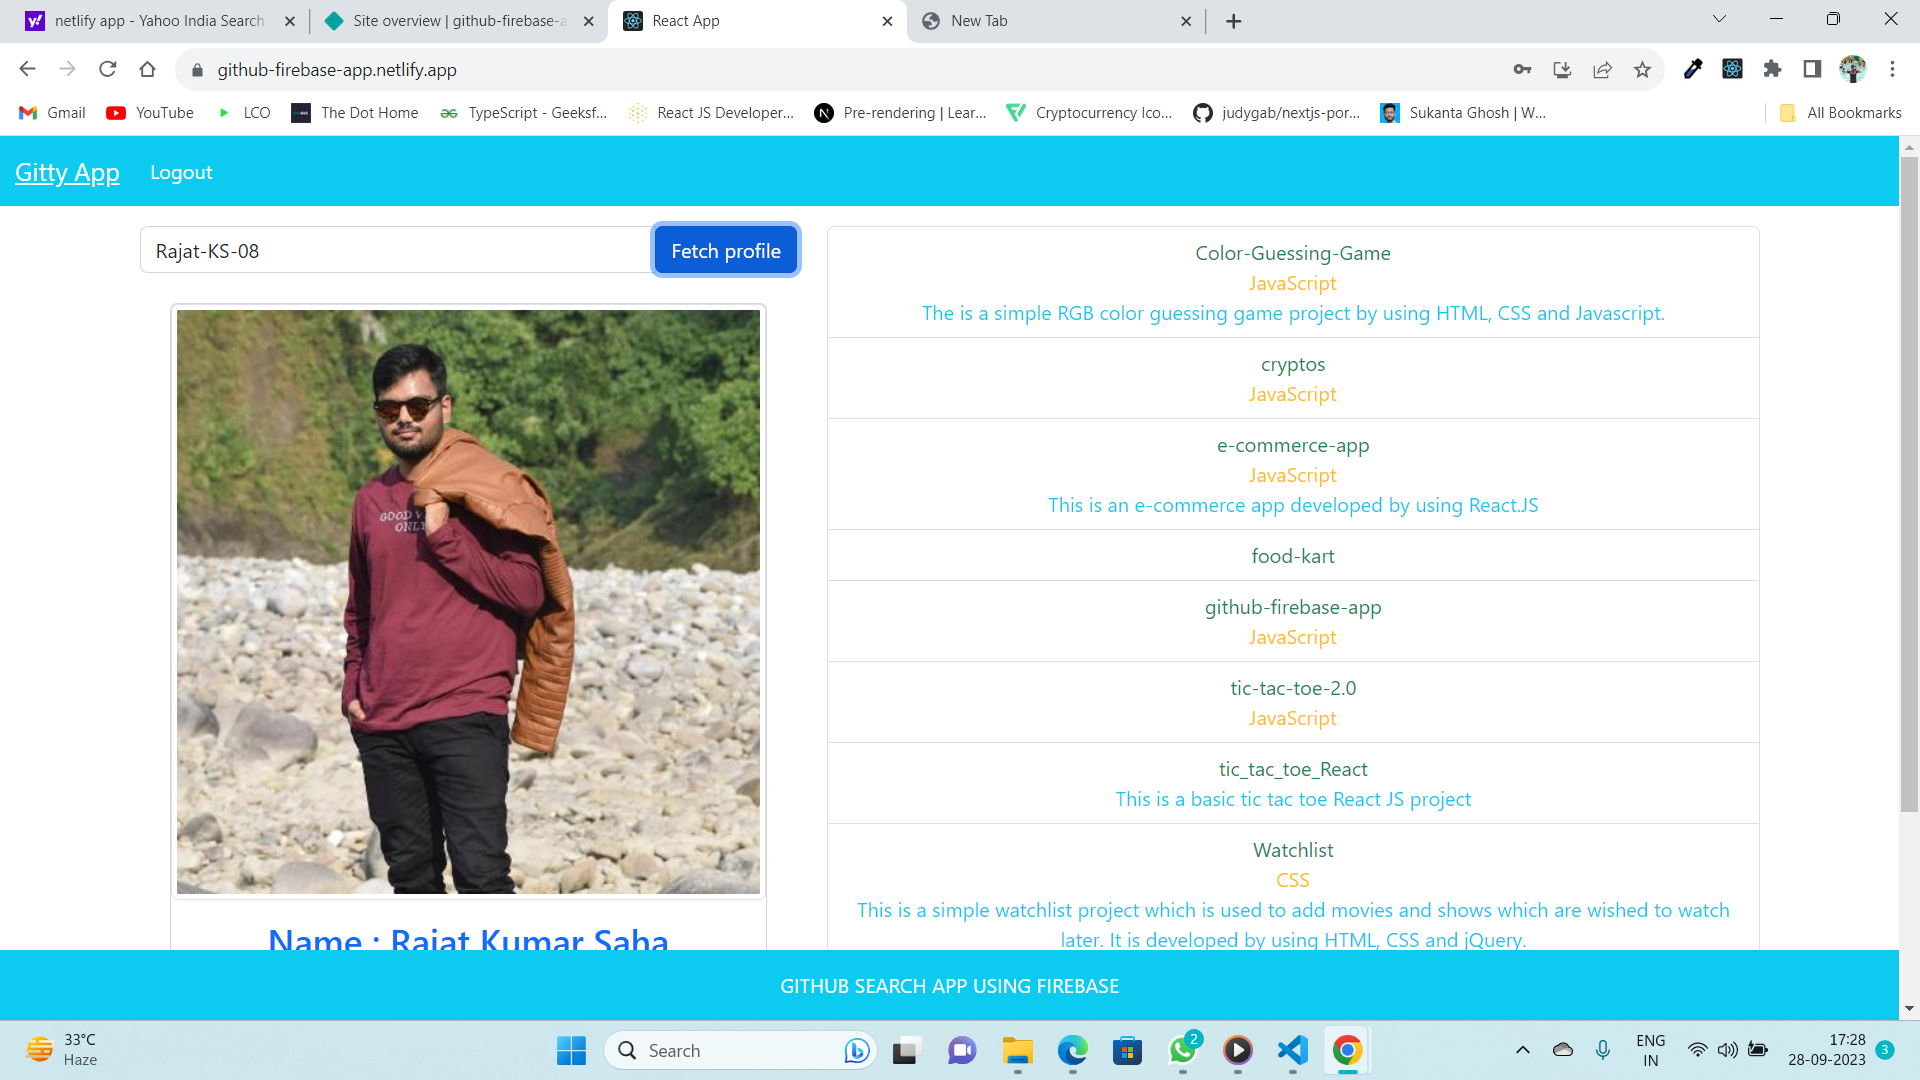 netlify app - Yahoo India Search
Site overview | github-firebase-a
React App
New Tab
github-firebase-app.netlify.app
Gmail
YouTube
LCO
The Dot Home
TypeScript - Geeksf...
React JS Developer...
Pre-rendering | Lear...
Cryptocurrency Ico...
judygab/nextjs-por...
Sukanta Ghosh | W...
All Bookmarks
Gitty App
Logout
Rajat-KS-08
Fetch profile
GOOD
ONLY
Name : Rajat Kumar Saha
Color-Guessing-Game
JavaScript
The is a simple RGB color guessing game project by using HTML, CSS and Javascript.
cryptos
JavaScript
e-commerce-app
JavaScript
This is an e-commerce app developed by using React.JS
food-kart
github-firebase-app
JavaScript
tic-tac-toe-2.0
JavaScript
tic_tac_toe_React
This is a basic tic tac toe React JS project
Watchlist
CSS
This is a simple watchlist project which is used to add movies and shows which are wished to watch
later. It is developed by using HTML, CSS and jQuery.
GITHUB SEARCH APP USING FIREBASE
33°C
Haze
Search
2
ENG
IN
17:28
28-09-2023
3